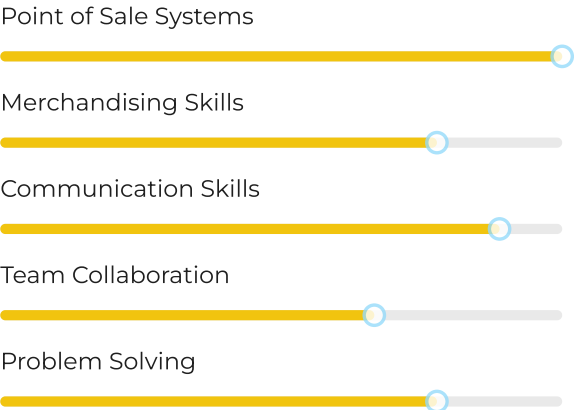 Point of Sale Systems
Merchandising Skills
Communication Skills
Team Collaboration
Problem Solving